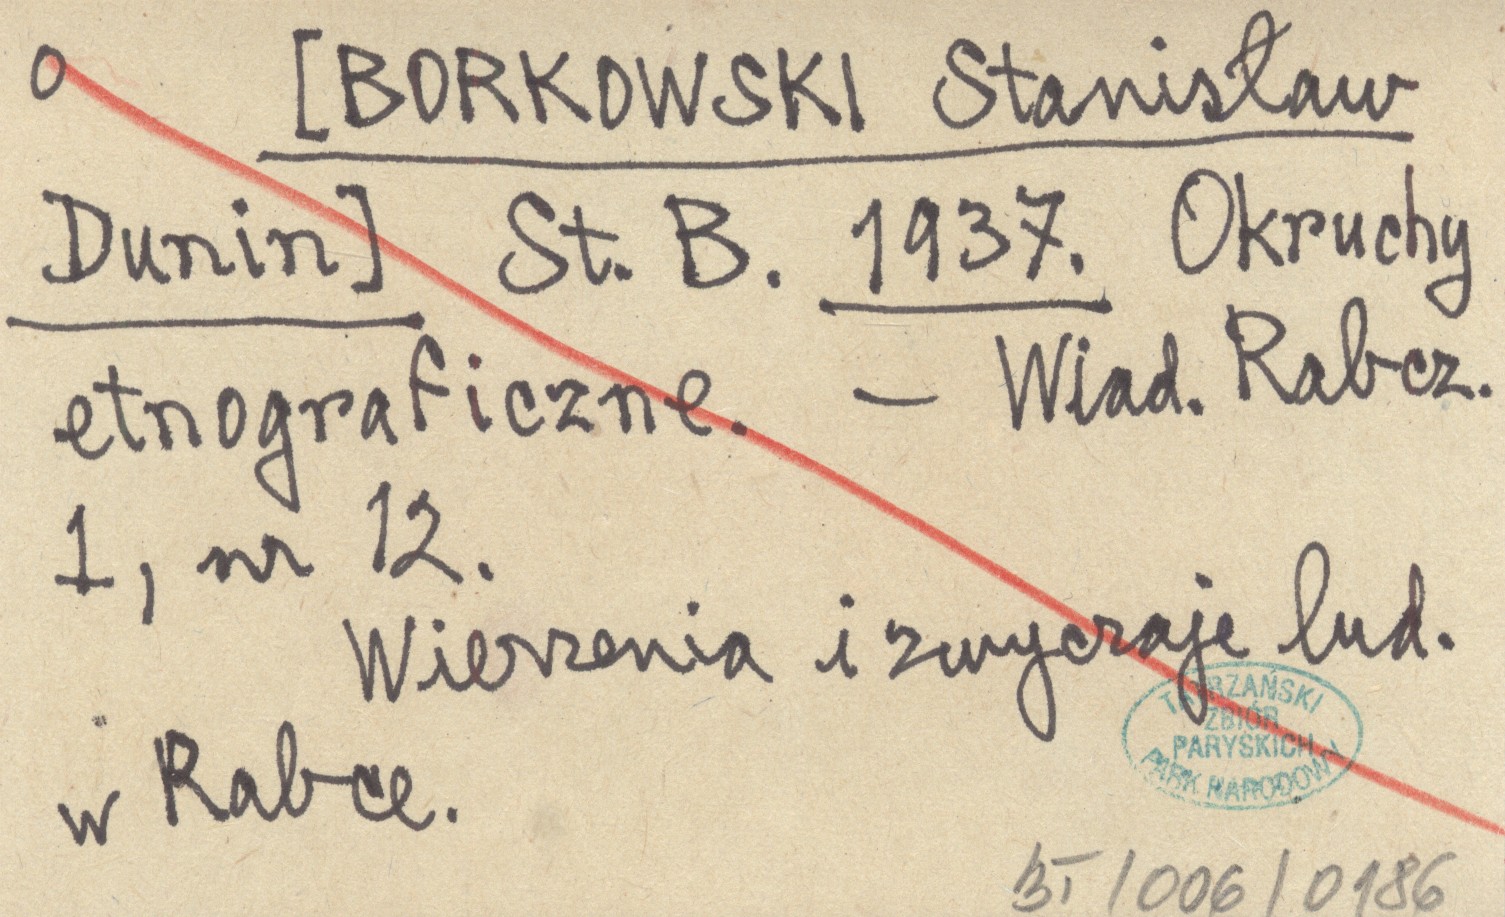 o [BORKOWSKI Stanisław
Dunin] St. B. 1937. Okruchy
etnograficzne. – Wiad. Rabcz.
1, nr 12.
Wierzenia i zwyczaje lud.
w Rabce.
TATRZAŃSKI
ZBIÓR
PARYSKICH
PARK NARODOWY
BT/006/0186